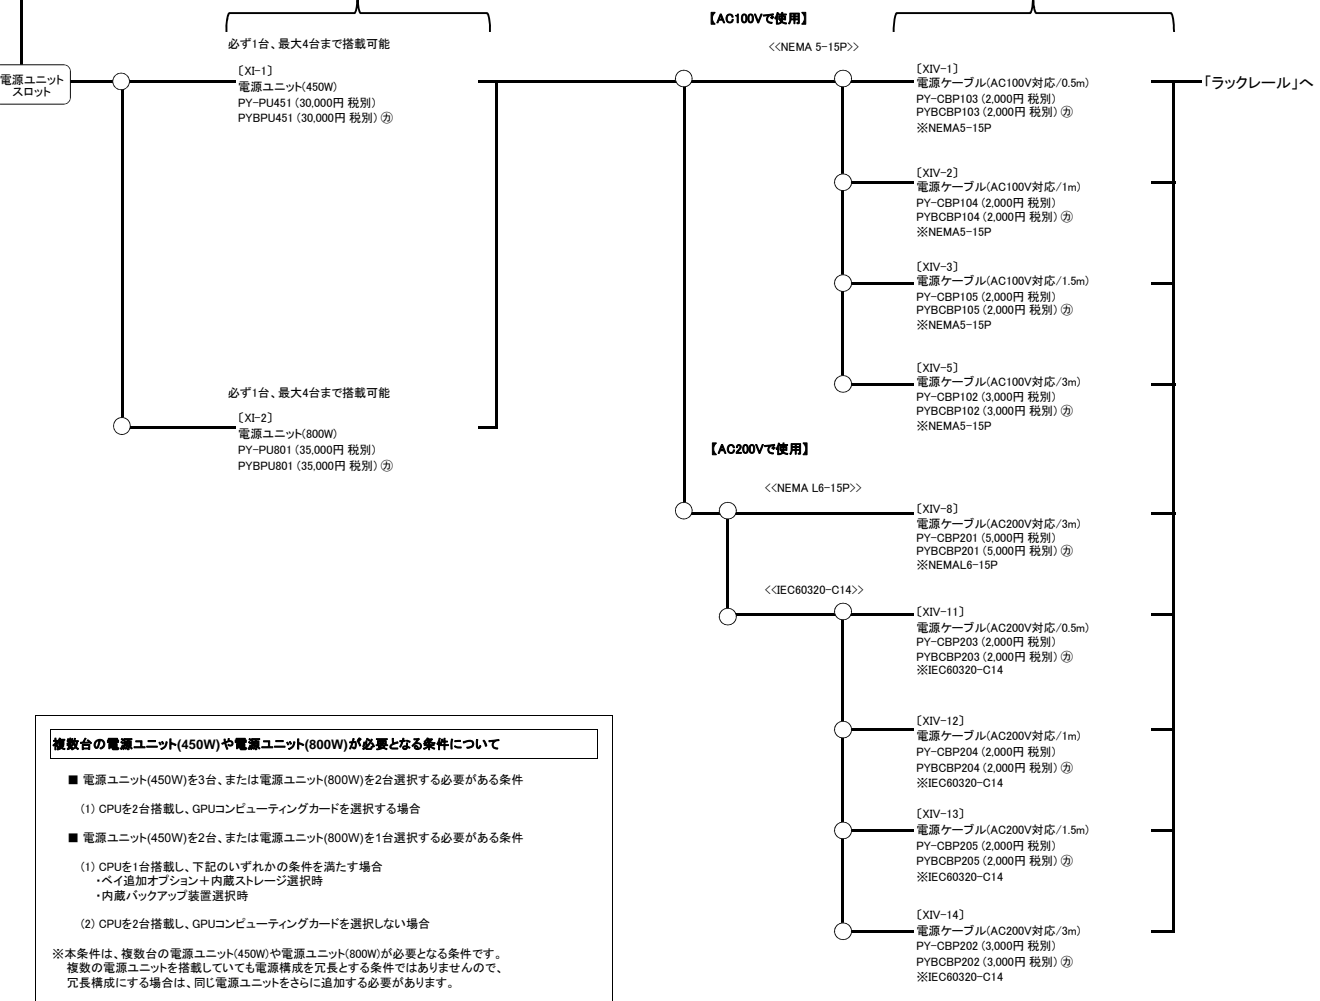 電源ユニット
スロット
必ず1台、最大4台まで搭載可能
〔XI-1〕
電源ユニット(450W)
PY-PU451 (30,000円 税別)
PYBPU451 (30,000円 税別) ㋕
必ず1台、最大4台まで搭載可能
〔XI-2〕
電源ユニット(800W)
PY-PU801 (35,000円 税別)
PYBPU801 (35,000円 税別) ㋕
【AC100Vで使用】
<<NEMA 5-15P>>
〔XIV-1〕
電源ケーブル(AC100V対応/0.5m)
PY-CBP103 (2,000円 税別)
PYBCBP103 (2,000円 税別) ㋕
※NEMA5-15P
〔XIV-2〕
電源ケーブル(AC100V対応/1m)
PY-CBP104 (2,000円 税別)
PYBCBP104 (2,000円 税別) ㋕
※NEMA5-15P
〔XIV-3〕
電源ケーブル(AC100V対応/1.5m)
PY-CBP105 (2,000円 税別)
PYBCBP105 (2,000円 税別) ㋕
※NEMA5-15P
〔XIV-5〕
電源ケーブル(AC100V対応/3m)
PY-CBP102 (3,000円 税別)
PYBCBP102 (3,000円 税別) ㋕
※NEMA5-15P
【AC200Vで使用】
<<NEMA L6-15P>>
〔XIV-8〕
電源ケーブル(AC200V対応/3m)
PY-CBP201 (5,000円 税別)
PYBCBP201 (5,000円 税別) ㋕
※NEMAL6-15P
<<IEC60320-C14>>
〔XIV-11〕
電源ケーブル(AC200V対応/0.5m)
PY-CBP203 (2,000円 税別)
PYBCBP203 (2,000円 税別) ㋕
※IEC60320-C14
〔XIV-12〕
電源ケーブル(AC200V対応/1m)
PY-CBP204 (2,000円 税別)
PYBCBP204 (2,000円 税別) ㋕
※IEC60320-C14
〔XIV-13〕
電源ケーブル(AC200V対応/1.5m)
PY-CBP205 (2,000円 税別)
PYBCBP205 (2,000円 税別) ㋕
※IEC60320-C14
〔XIV-14〕
電源ケーブル(AC200V対応/3m)
PY-CBP202 (3,000円 税別)
PYBCBP202 (3,000円 税別) ㋕
※IEC60320-C14
「ラックレール」へ
複数台の電源ユニット(450W)や電源ユニット(800W)が必要となる条件について
■ 電源ユニット(450W)を3台、または電源ユニット(800W)を2台選択する必要がある条件
(1) CPUを2台搭載し、GPUコンピューティングカードを選択する場合
■ 電源ユニット(450W)を2台、または電源ユニット(800W)を1台選択する必要がある条件
(1) CPUを1台搭載し、下記のいずれかの条件を満たす場合
・ベイ追加オプション＋内蔵ストレージ選択時
・内蔵バックアップ装置選択時
(2) CPUを2台搭載し、GPUコンピューティングカードを選択しない場合
※本条件は、複数台の電源ユニット(450W)や電源ユニット(800W)が必要となる条件です。
複数の電源ユニットを搭載していても電源構成を冗長とする条件ではありませんので、
冗長構成にする場合は、同じ電源ユニットをさらに追加する必要があります。